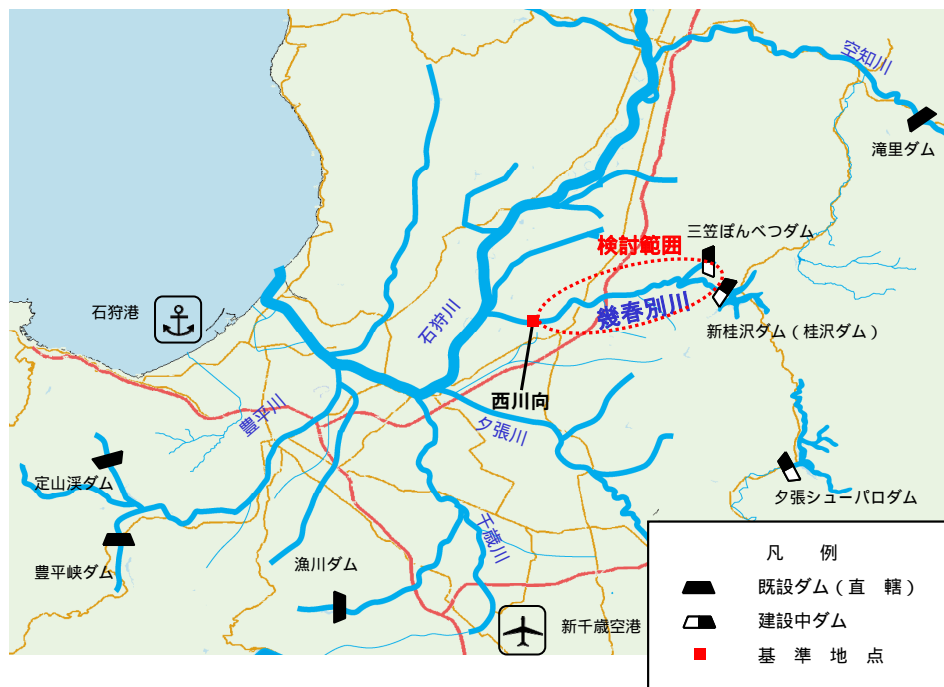 空知川
滝里ダム
三笠ぽんべつダム
検討範囲
石狩港
石狩川
幾春別川
新桂沢ダム（桂沢ダム）
西川向
豊平川
夕張川
定山渓ダム
夕張シューパロダム
千歳川
豊平峡ダム
漁川ダム
新千歳空港
凡　例
既設ダム（直　轄）
建設中ダム
基　準　地　点